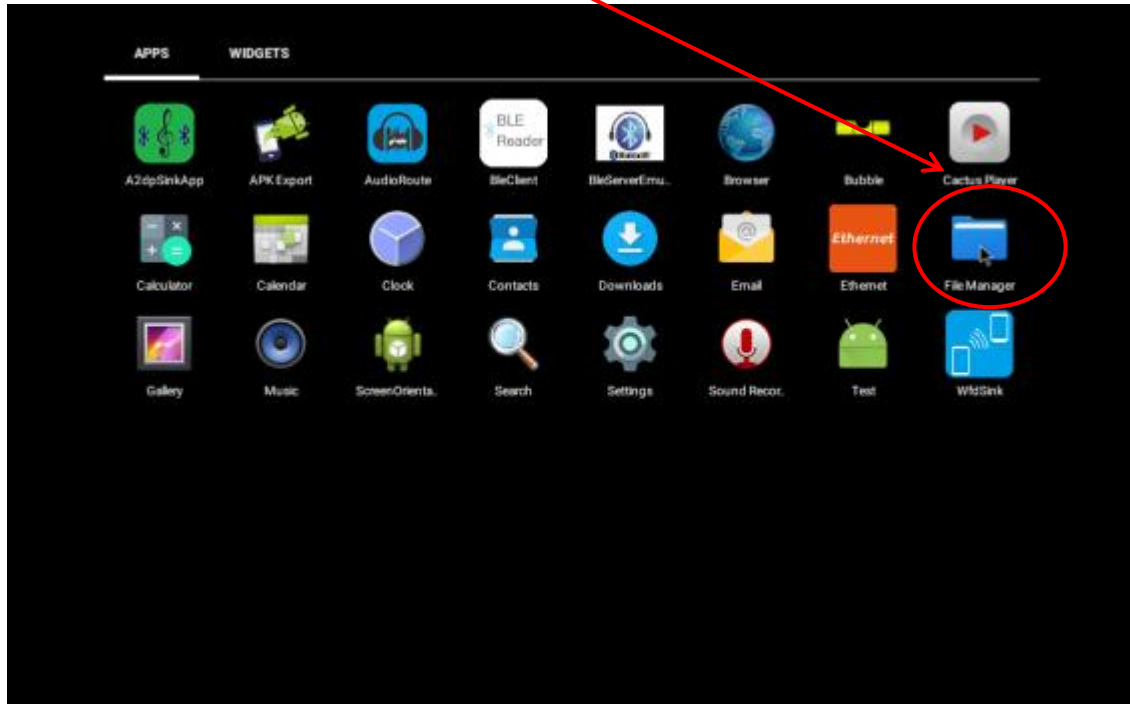 APPS WIDGETS
BLE
Reader
A2dpSinkApp APK Export AudioRoute BleClient BleServerEmu.. Browser Bubble Cactus Player
Ethernet
Calculator Calendar Clock Contacts Downloads Email Ethernet File Manager
Gallery Music ScreenOrienta.. Search Settings Sound Recor.. Test WfdSink